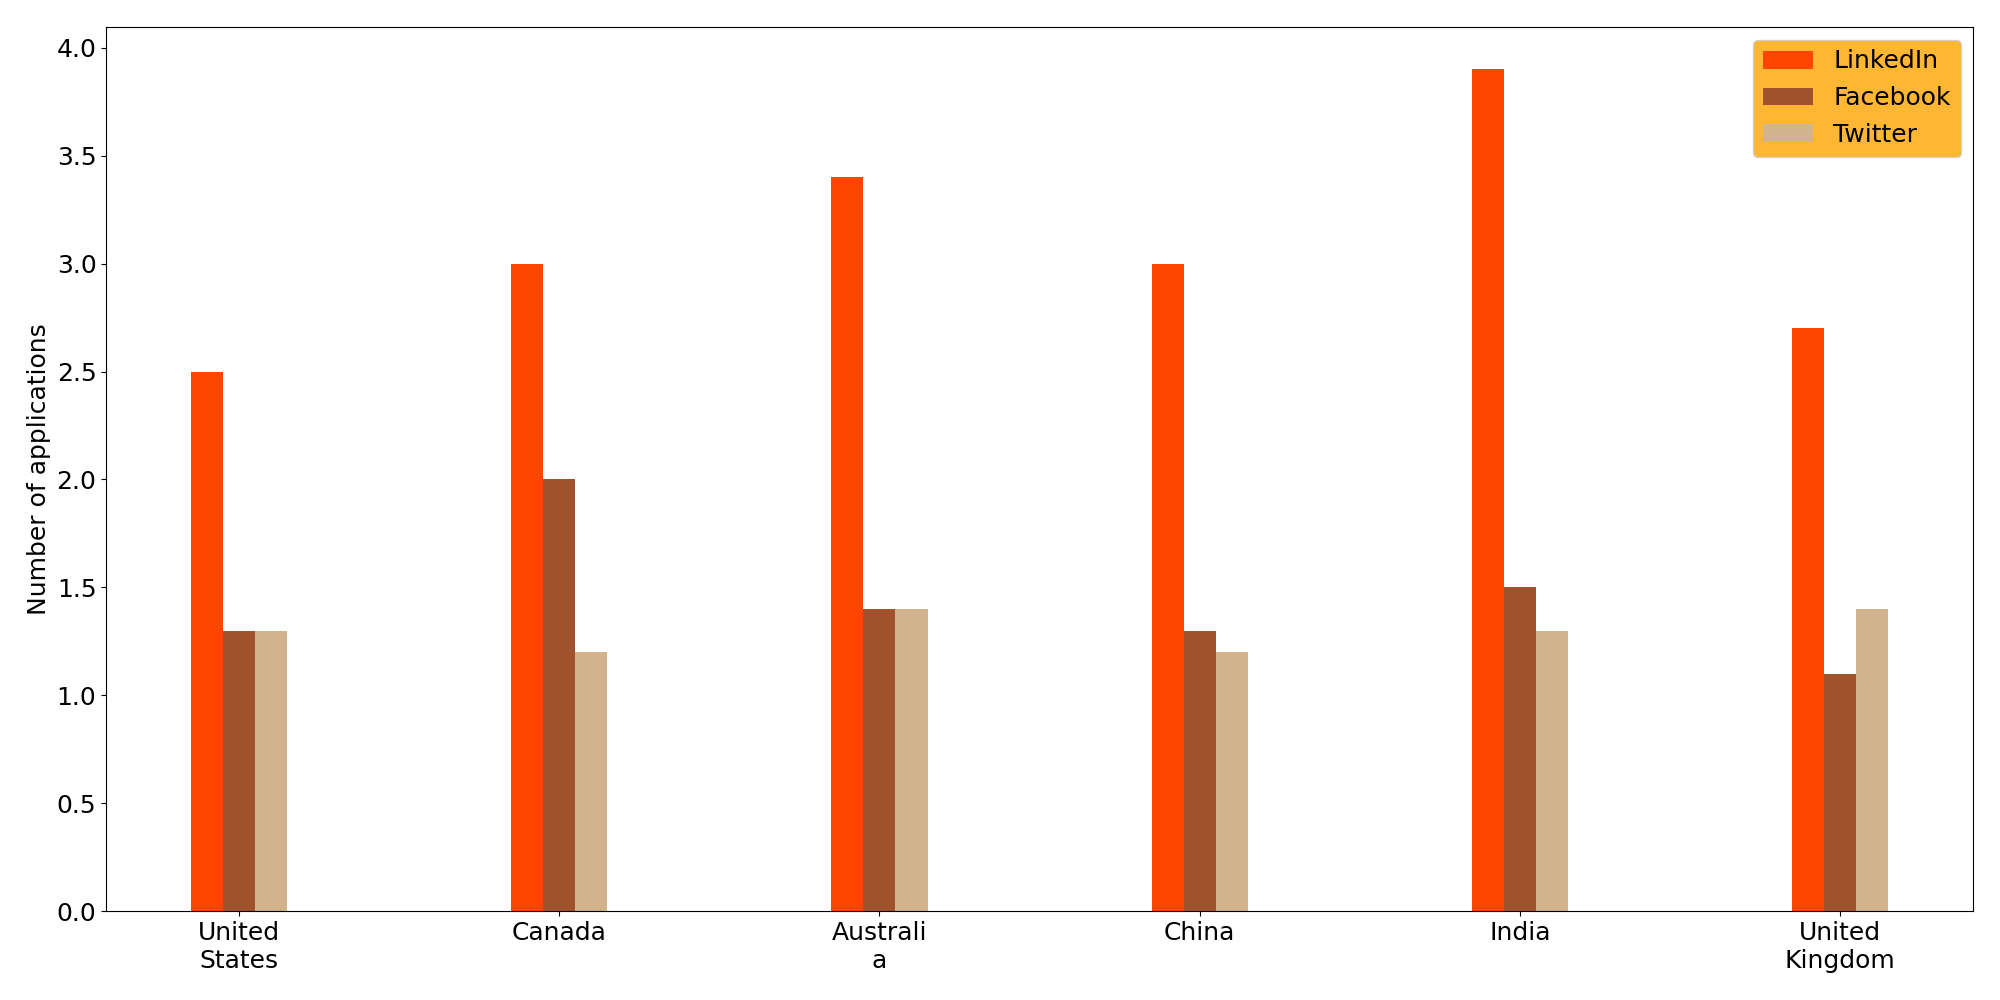 4.0
3.5
3.0
2.5
2.0
1.5
1.0
0.5
0.0
Number of applications
LinkedIn
Facebook
Twitter
United
States
Canada
Australi
a
China
India
United
Kingdom